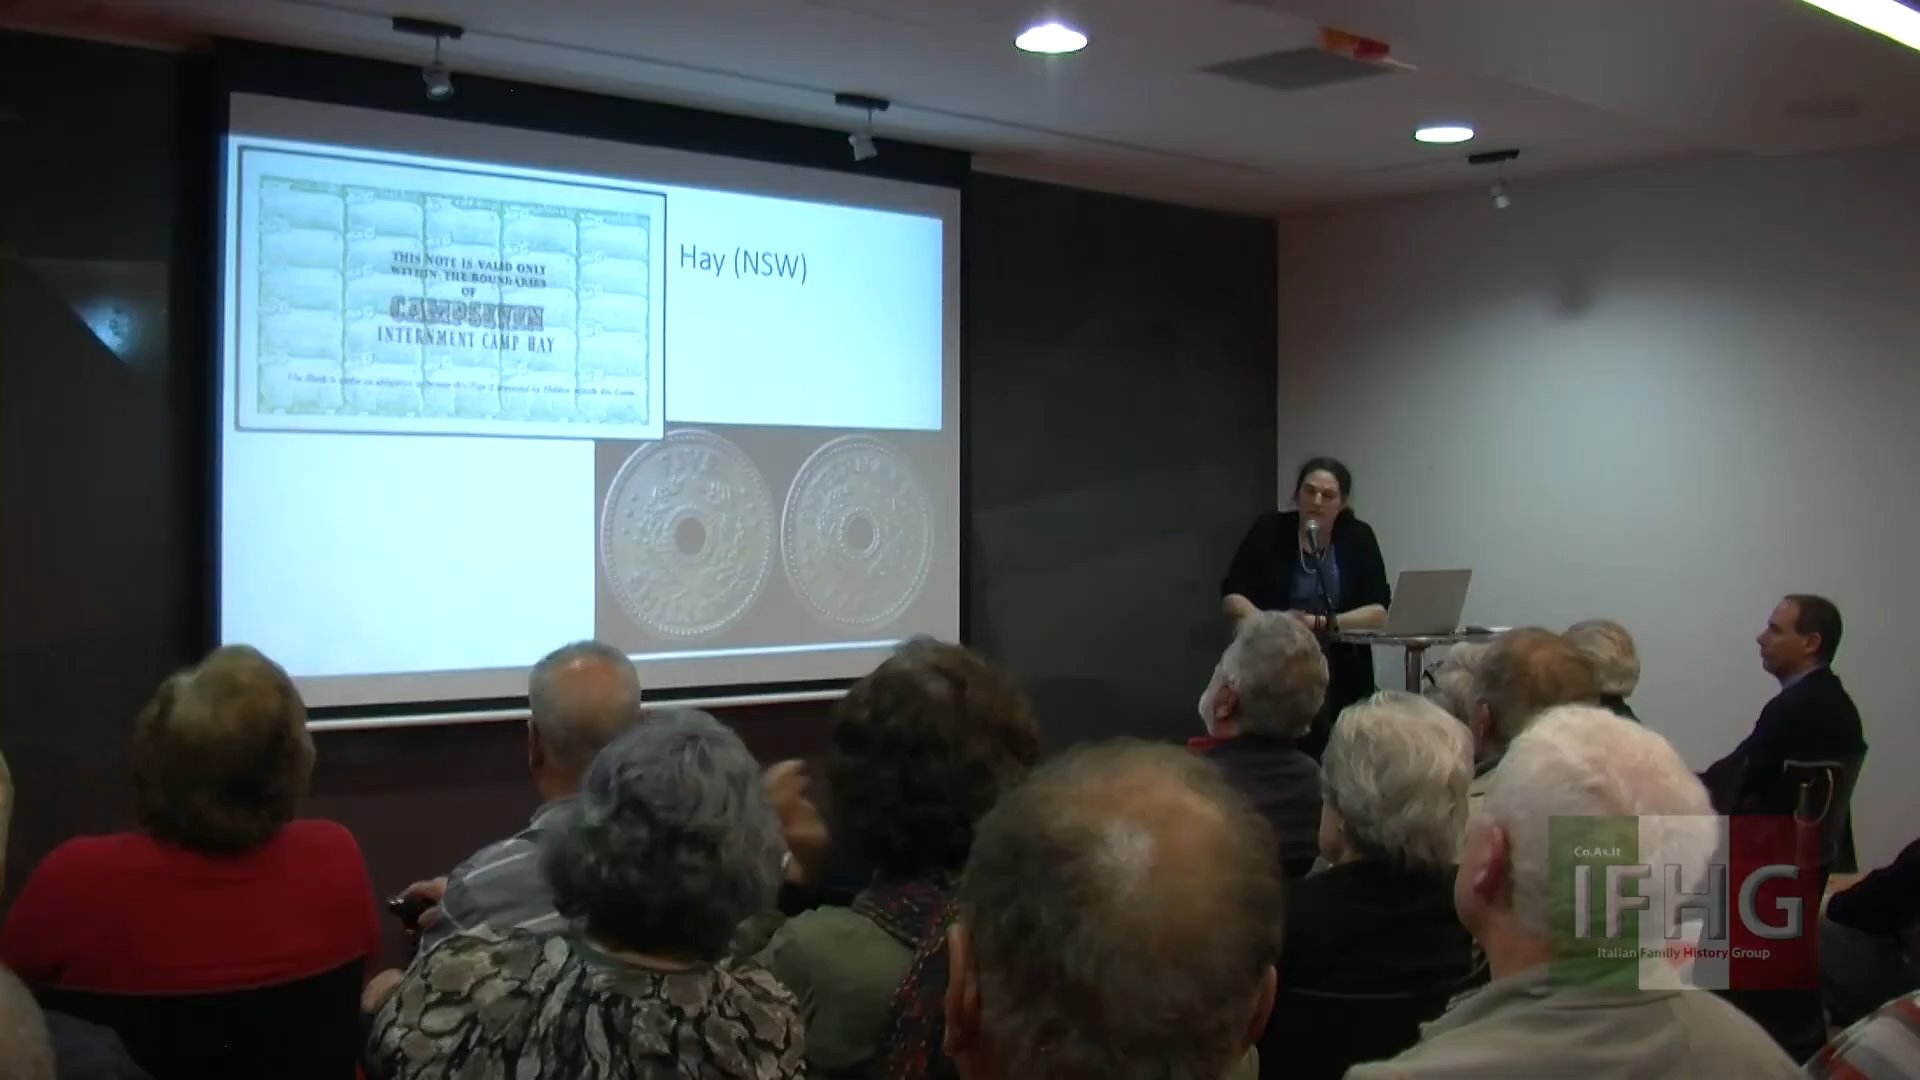 THIS NOTE IS VALID ONLY
WITHIN THE BOUNDARIES
OF
CAMPSEVEN
INTERNMENT CAMP HAY
Hay (NSW)
Co.As.It
IFHG
Italian Family History Group